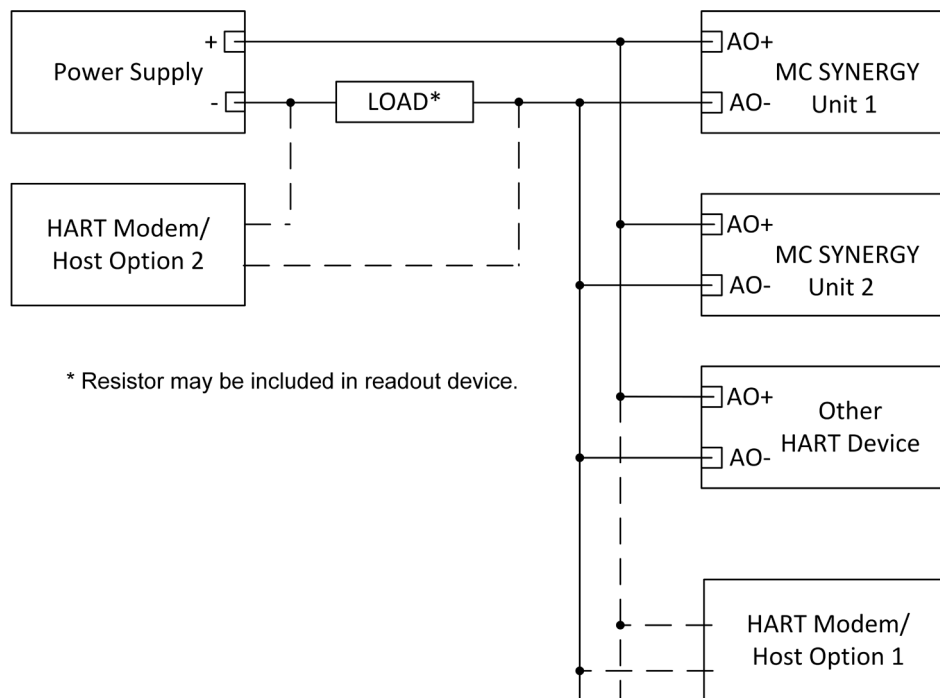 Power Supply
+
-
LOAD*
AO+
AO-
MC SYNERGY
Unit 1
HART Modem/
Host Option 2
AO+
AO-
MC SYNERGY
Unit 2
* Resistor may be included in readout device.
AO+
AO-
Other
HART Device
HART Modem/
Host Option 1